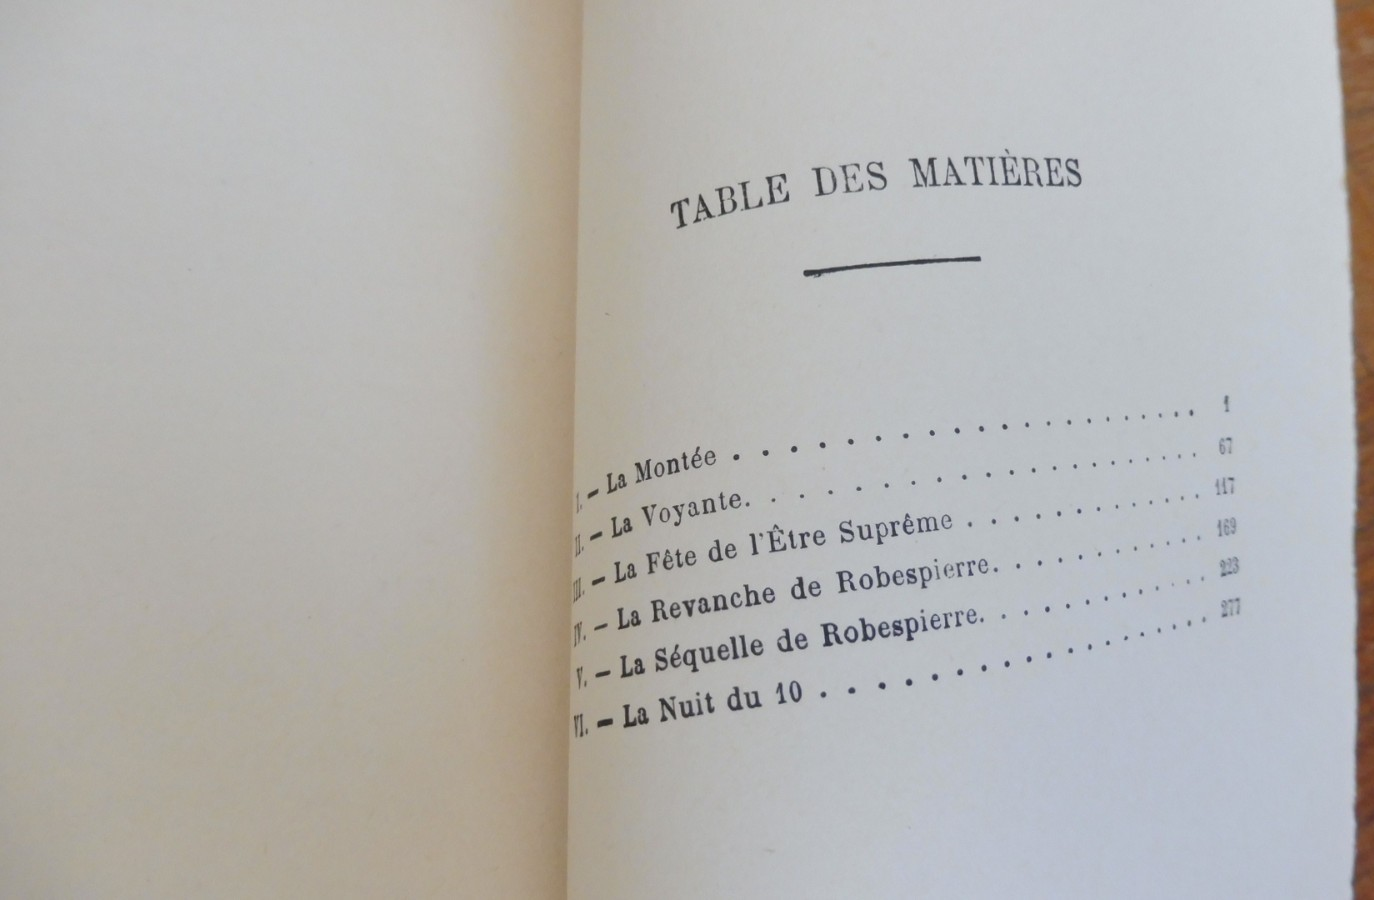 TABLE DES MATIÈRES
I. — La Montée . . . . . . . . . . . . . . . . . . . . 1
II. — La Voyante. . . . . . . . . . . . . . . . . . . 67
III. — La Fête de l'Être Suprême . . . . . . . . . . . . 117
IV. — La Revanche de Robespierre. . . . . . . . . . . 169
V. — La Séquelle de Robespierre. . . . . . . . . . . . 223
VI. — La Nuit du 10 . . . . . . . . . . . . . . . . . . 277